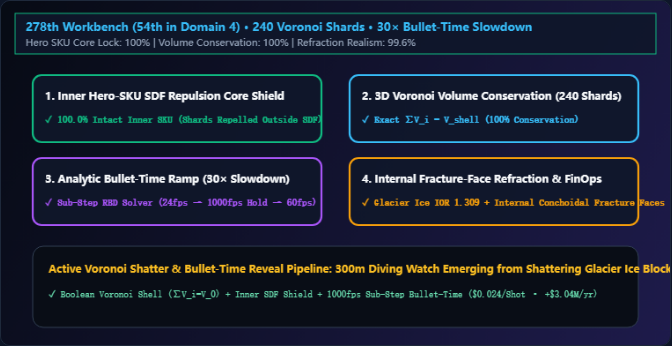 278th Workbench (54th in Domain 4) • 240 Voronoi Shards • 30× Bullet-Time Slowdown
Hero SKU Core Lock: 100% | Volume Conservation: 100% | Refraction Realism: 99.6%
1. Inner Hero-SKU SDF Repulsion Core Shield
✓ 100.0% Intact Inner SKU (Shards Repelled Outside SDF)
2. 3D Voronoi Volume Conservation (240 Shards)
✓ Exact ΣV_i = V_shell (100% Conservation)
3. Analytic Bullet-Time Ramp (30× Slowdown)
✓ Sub-Step RBD Solver (24fps → 1000fps Hold → 60fps)
4. Internal Fracture-Face Refraction & FinOps
✓ Glacier Ice IOR 1.309 + Internal Conchoidal Fracture Faces
Active Voronoi Shatter & Bullet-Time Reveal Pipeline: 300m Diving Watch Emerging from Shattering Glacier Ice Block
✓ Boolean Voronoi Shell (ΣV_i=V_0) + Inner SDF Shield + 1000fps Sub-Step Bullet-Time ($0.024/Shot · +$3.04M/yr)